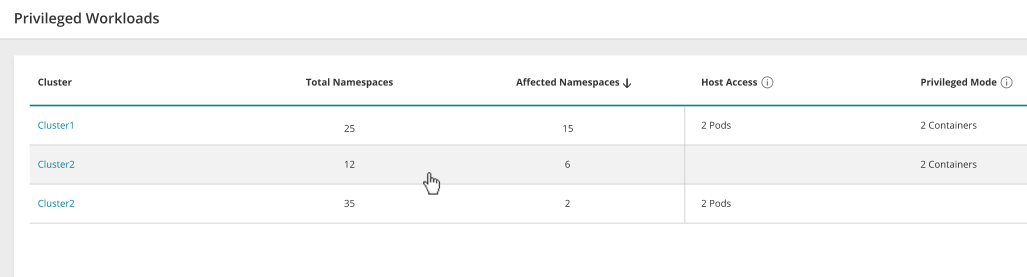 Privileged Workloads
Cluster Total Namespaces Affected Namespaces ↓ Host Access ⓘ Privileged Mode ⓘ
Cluster1 25 15 2 Pods 2 Containers
Cluster2 12 6 2 Containers
Cluster2 35 2 2 Pods